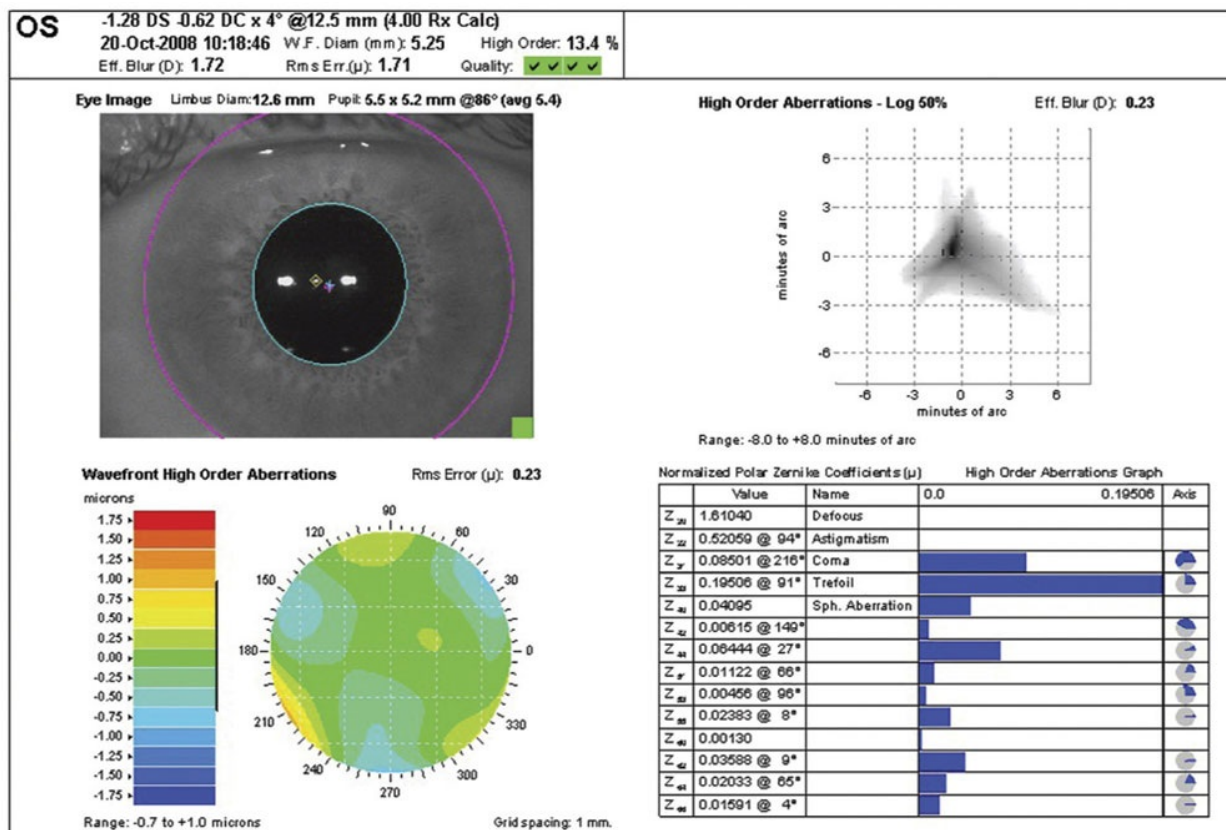 OS
-1.28 DS -0.62 DC x 4° @12.5 mm (4.00 Rx Calc)
20-Oct-2008 10:18:46 W.F. Diam (mm): 5.25 High Order: 13.4 %
Eff. Blur (D): 1.72 Rms Err.(μ): 1.71 Quality: ✓ ✓ ✓ ✓
Eye Image Limbus Diam: 12.6 mm Pupil: 5.5 x 5.2 mm @86° (avg 5.4)
High Order Aberrations - Log 50% Eff. Blur (D): 0.23
minutes of arc
6
3
0
-3
-6
-6 -3 0 3 6
minutes of arc
Range: -8.0 to +8.0 minutes of arc
Wavefront High Order Aberrations Rms Error (μ): 0.23
microns
1.75
1.50
1.25
1.00
0.75
0.50
0.25
0.00
-0.25
-0.50
-0.75
-1.00
-1.25
-1.50
-1.75
90
60
30
0
330
300
270
240
210
180
150
120
Range: -0.7 to +1.0 microns Grid spacing: 1 mm.
Normalized Polar Zernike Coefficients (μ) High Order Aberrations Graph
Value Name 0.0 0.19506 Axis
Z 1.61040 Defocus
Z 0.52059 @ 94° Astigmatism
Z 0.08501 @ 216° Coma
Z 0.19506 @ 91° Trefoil
Z 0.04095 Sph. Aberration
Z 0.00615 @ 149°
Z 0.06444 @ 27°
Z 0.01122 @ 66°
Z 0.00456 @ 96°
Z 0.02383 @ 8°
Z 0.00130
Z 0.03588 @ 9°
Z 0.02033 @ 65°
Z 0.01591 @ 4°